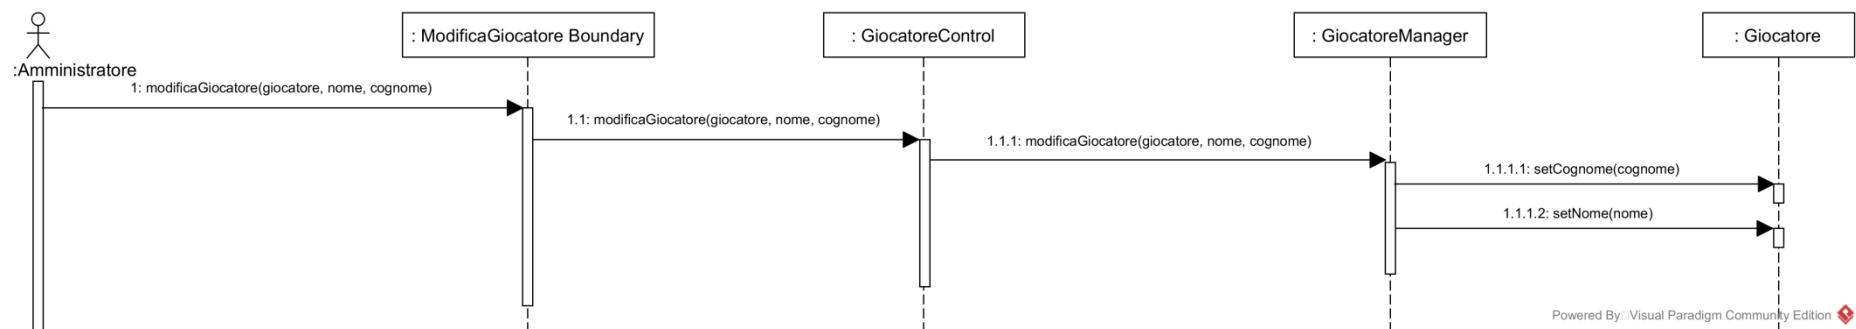 : ModificaGiocatore Boundary
: GiocatoreControl
: GiocatoreManager
: Giocatore
:Amministratore
1: modificaGiocatore(giocatore, nome, cognome)
1.1: modificaGiocatore(giocatore, nome, cognome)
1.1.1: modificaGiocatore(giocatore, nome, cognome)
1.1.1.1: setCognome(cognome)
1.1.1.2: setNome(nome)
Powered By Visual Paradigm Community Edition